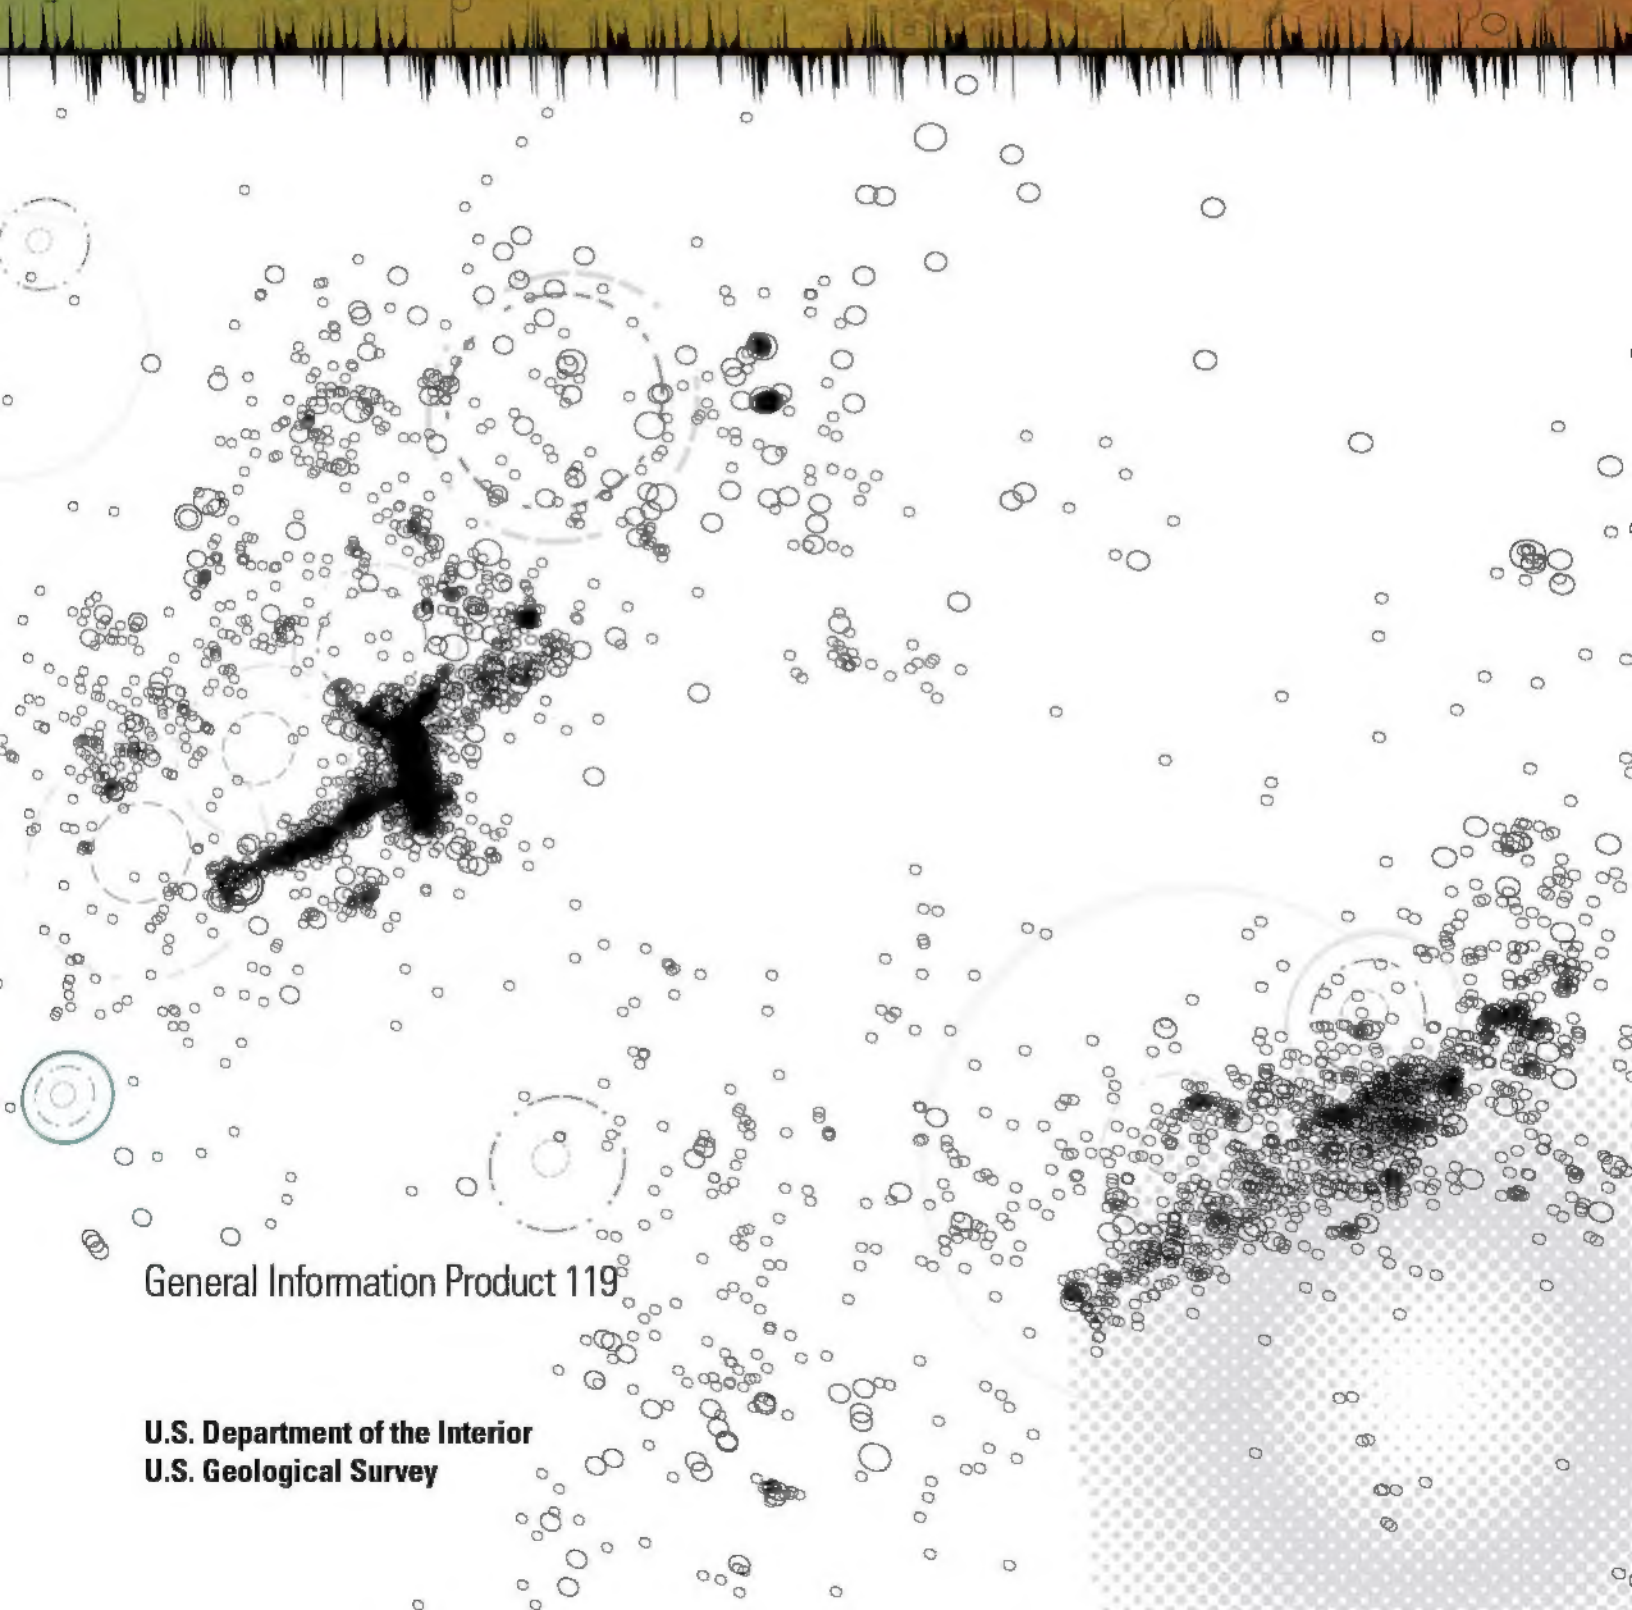 General Information Product 119
U.S. Department of the Interior
U.S. Geological Survey